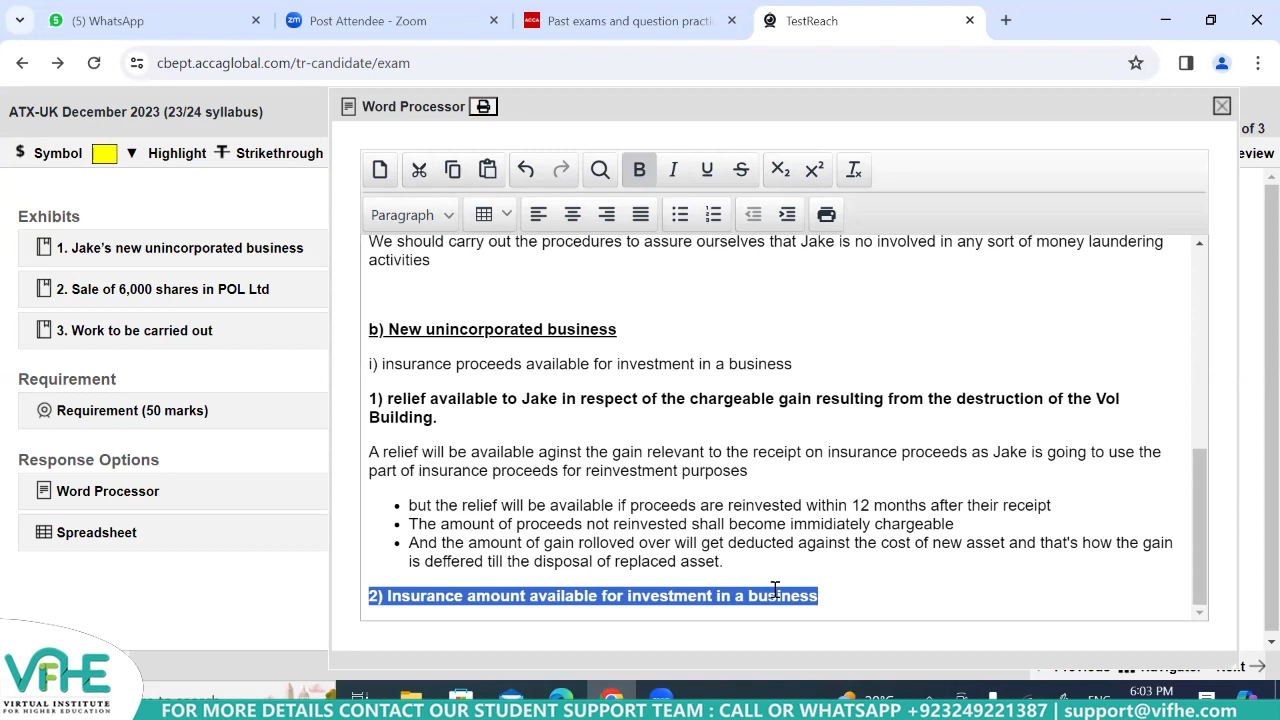 (5) WhatsApp
Post Attendee - Zoom
Past exams and question practi
TestReach
cbept.accaglobal.com/tr-candidate/exam
ATX-UK December 2023 (23/24 syllabus)
Word Processor
of 3
$ Symbol
Highlight
Strikethrough
Exhibits
1. Jake's new unincorporated business
2. Sale of 6,000 shares in POL Ltd
3. Work to be carried out
Requirement
Requirement (50 marks)
Response Options
Word Processor
Spreadsheet
Paragraph
We should carry out the procedures to assure ourselves that Jake is no involved in any sort of money laundering
activities
b) New unincorporated business
i) insurance proceeds available for investment in a business
1) relief available to Jake in respect of the chargeable gain resulting from the destruction of the Vol
Building.
A relief will be available aginst the gain relevant to the receipt on insurance proceeds as Jake is going to use the
part of insurance proceeds for reinvestment purposes
• but the relief will be available if proceeds are reinvested within 12 months after their receipt
• The amount of proceeds not reinvested shall become immidiately chargeable
• And the amount of gain rolloved over will get deducted against the cost of new asset and that's how the gain
is deffered till the disposal of replaced asset.
2) Insurance amount available for investment in a business
6:03 PM
VIFHE
VIRTUAL INSTITUTE
FOR HIGHER EDUCATION
FOR MORE DETAILS CONTACT OUR STUDENT SUPPORT TEAM : CALL OR WHATSAPP +923249221387 | support@vifhe.com